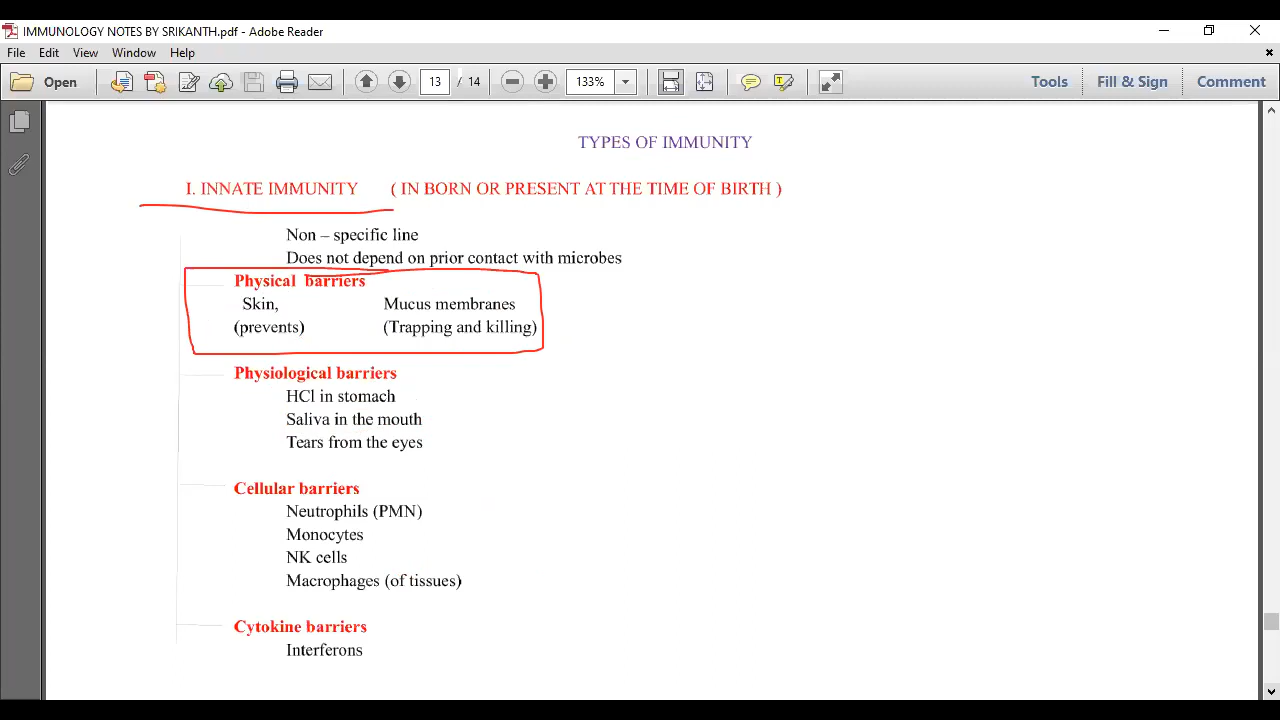 IMMUNOLOGY NOTES BY SRIKANTH.pdf - Adobe Reader
File Edit View Window Help
Open 13 / 14 133% Tools Fill & Sign Comment
TYPES OF IMMUNITY
I. INNATE IMMUNITY ( IN BORN OR PRESENT AT THE TIME OF BIRTH )
Non – specific line
Does not depend on prior contact with microbes
Physical barriers
Skin, Mucus membranes
(prevents) (Trapping and killing)
Physiological barriers
HCl in stomach
Saliva in the mouth
Tears from the eyes
Cellular barriers
Neutrophils (PMN)
Monocytes
NK cells
Macrophages (of tissues)
Cytokine barriers
Interferons